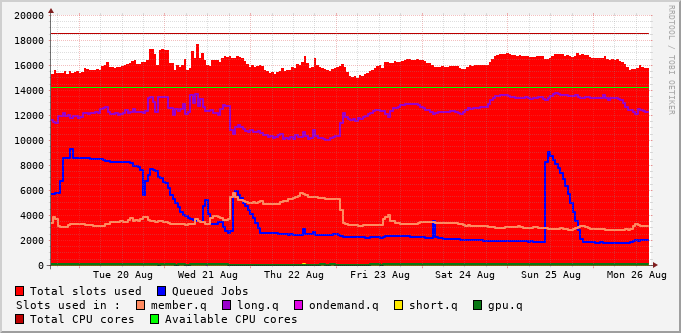 RRDTOOL / TOBI OETIKER
20000
18000
16000
14000
12000
10000
8000
6000
4000
2000
0
Tue 20 Aug Wed 21 Aug Thu 22 Aug Fri 23 Aug Sat 24 Aug Sun 25 Aug Mon 26 Aug
Total slots used Queued Jobs
Slots used in : member.q long.q ondemand.q short.q gpu.q
Total CPU cores Available CPU cores